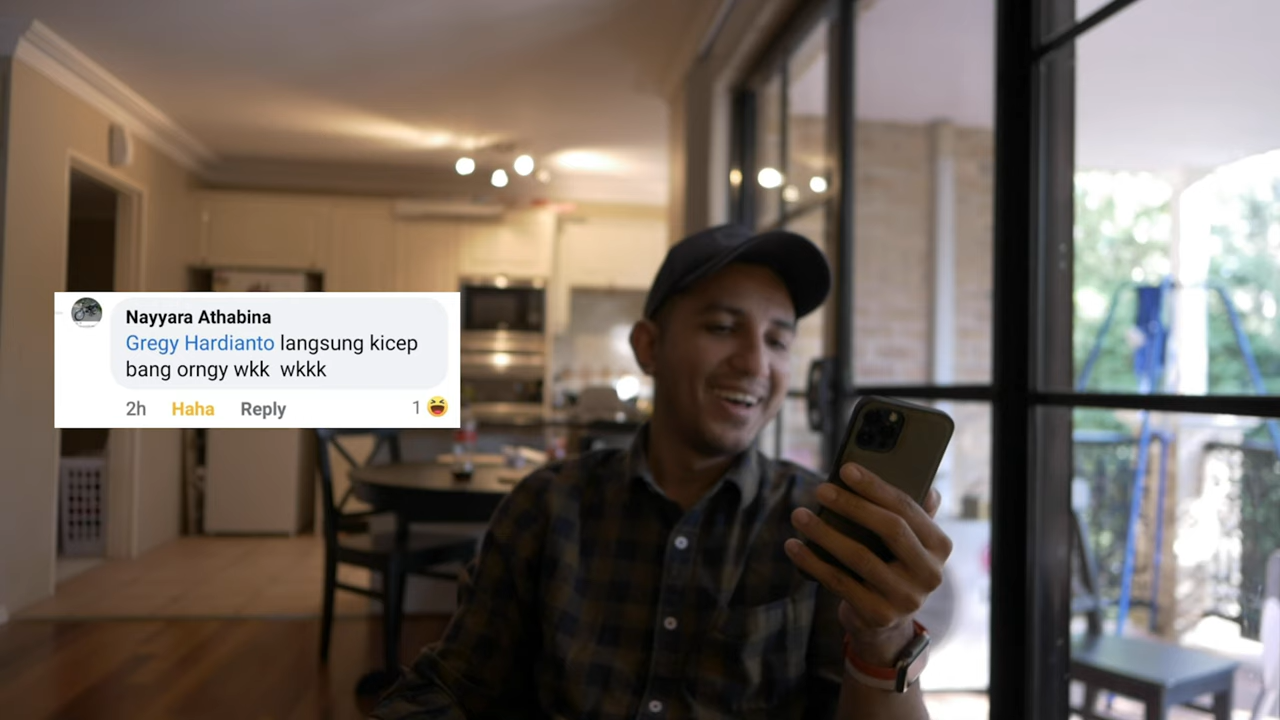 Nayyara Athabina
Gregy Hardianto langsung kicep
bang orngy wkk wkkk
2h Haha Reply 1